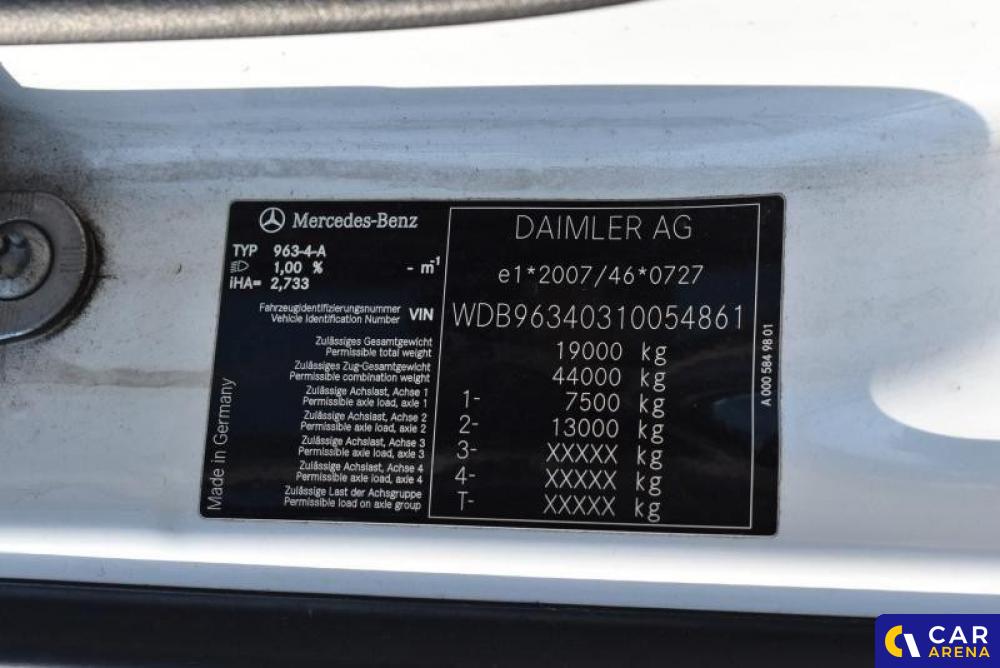 Mercedes-Benz
TYP 963-4-A
1,00 % - m-1
iHA= 2,733
DAIMLER AG
e1*2007/46*0727
Fahrzeugidentifizierungsnummer
Vehicle Identification Number VIN WDB96340310054861
Zulässiges Gesamtgewicht
Permissible total weight 19000 kg
Zulässiges Zug-Gesamtgewicht
Permissible combination weight 44000 kg
Zulässige Achslast, Achse 1
Permissible axle load, axle 1 1- 7500 kg
Zulässige Achslast, Achse 2
Permissible axle load, axle 2 2- 13000 kg
Zulässige Achslast, Achse 3
Permissible axle load, axle 3 3- XXXXX kg
Zulässige Achslast, Achse 4
Permissible axle load, axle 4 4- XXXXX kg
Zulässige Last der Achsgruppe
Permissible load on axle group T- XXXXX kg
Made in Germany
A 000 584 98 01
CAR
ARENA